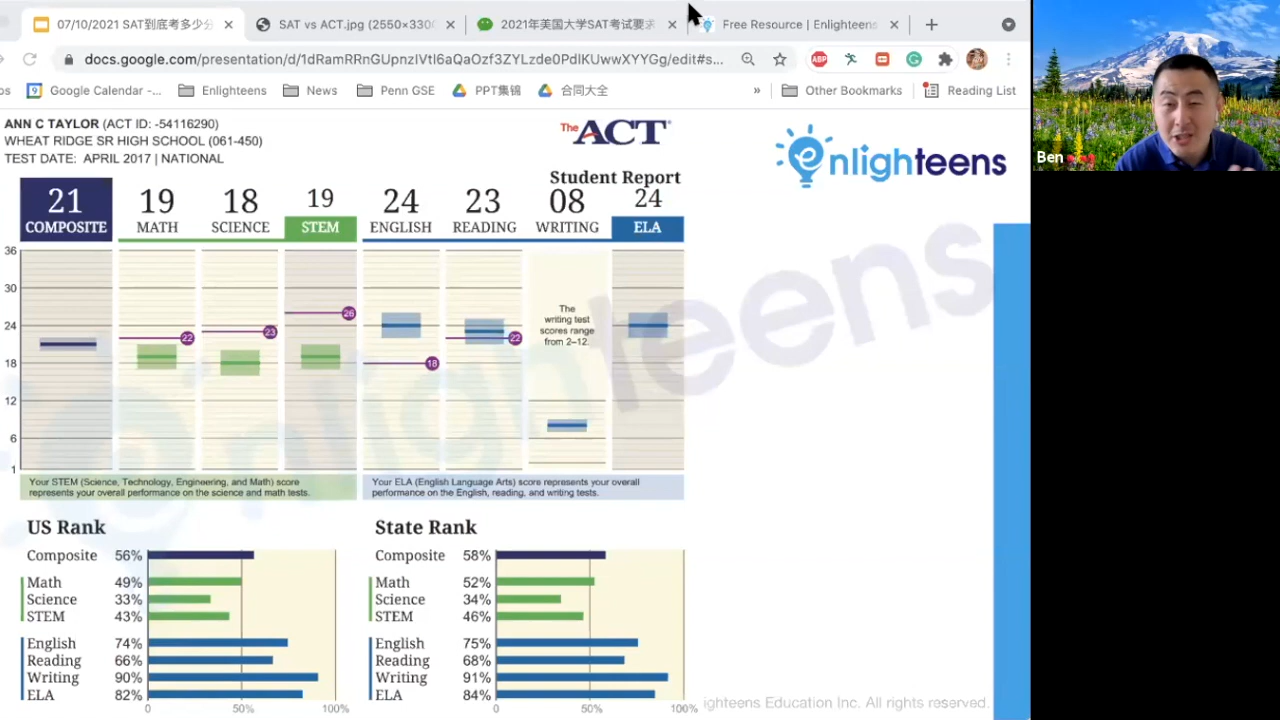 07/10/2021 SAT到底考多少分
SAT vs ACT.jpg (2550×3300
2021年美国大学SAT考试要求
Free Resource | Enlighteens
docs.google.com/presentation/d/1dRamRRnGUpnzIVtl6aQaOzf3ZYLzde0PdlKUwwXYYGg/edit#s...
ABP
9
Google Calendar -...
Enlighteens
News
Penn GSE
PPT集锦
合同大全
»
Other Bookmarks
Reading List
ANN C TAYLOR (ACT ID: -54116290)
WHEAT RIDGE SR HIGH SCHOOL (061-450)
TEST DATE: APRIL 2017 | NATIONAL
The ACT®
Student Report
enlighteens
Ben
21 19 18 19 24 23 08 24
COMPOSITE MATH SCIENCE STEM ENGLISH READING WRITING ELA
36
30
24
18
12
6
1
22
23
26
18
22
The
writing test
scores range
from 2–12.
Your STEM (Science, Technology, Engineering, and Math) score
represents your overall performance on the science and math tests.
Your ELA (English Language Arts) score represents your overall
performance on the English, reading, and writing tests.
US Rank
Composite 56%
Math 49%
Science 33%
STEM 43%
English 74%
Reading 66%
Writing 90%
ELA 82%
0 50% 100%
State Rank
Composite 58%
Math 52%
Science 34%
STEM 46%
English 75%
Reading 68%
Writing 91%
ELA 84%
0 50% 100%
enlighteens
ighteens Education Inc. All rights reserved.